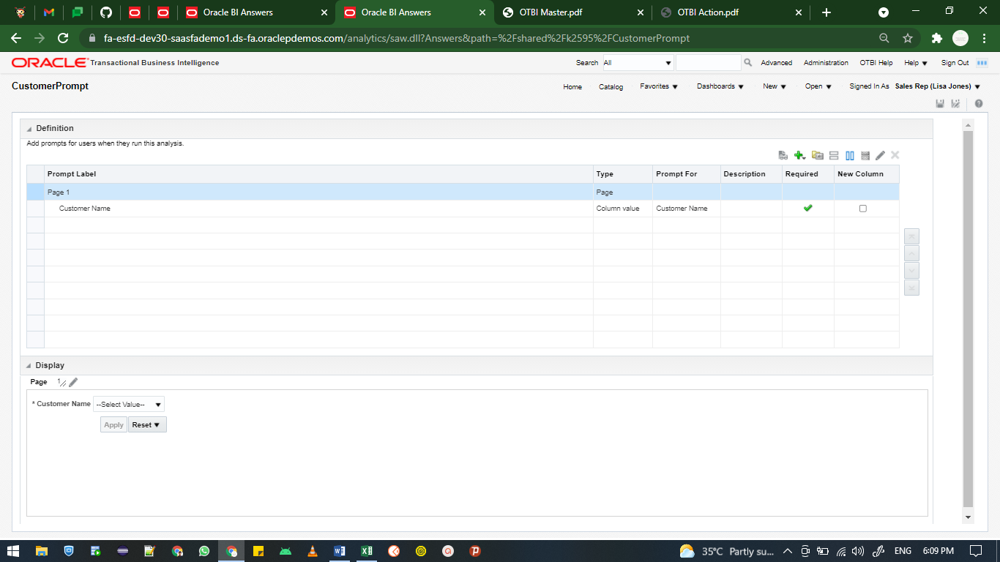 Oracle BI Answers
Oracle BI Answers
OTBI Master.pdf
OTBI Action.pdf
fa-esfd-dev30-saasfademo1.ds-fa.oraclepdemos.com/analytics/saw.dll?Answers&path=%2Fshared%2Fk2595%2FCustomerPrompt
ORACLE Transactional Business Intelligence
Search All Advanced Administration OTBI Help Help Sign Out
CustomerPrompt
Home Catalog Favorites Dashboards New Open Signed In As Sales Rep (Lisa Jones)
Definition
Add prompts for users when they run this analysis.
Prompt Label Type Prompt For Description Required New Column
Page 1 Page
Customer Name Column value Customer Name
Display
Page 1
* Customer Name --Select Value--
Apply Reset
35°C Partly su... ENG 6:09 PM